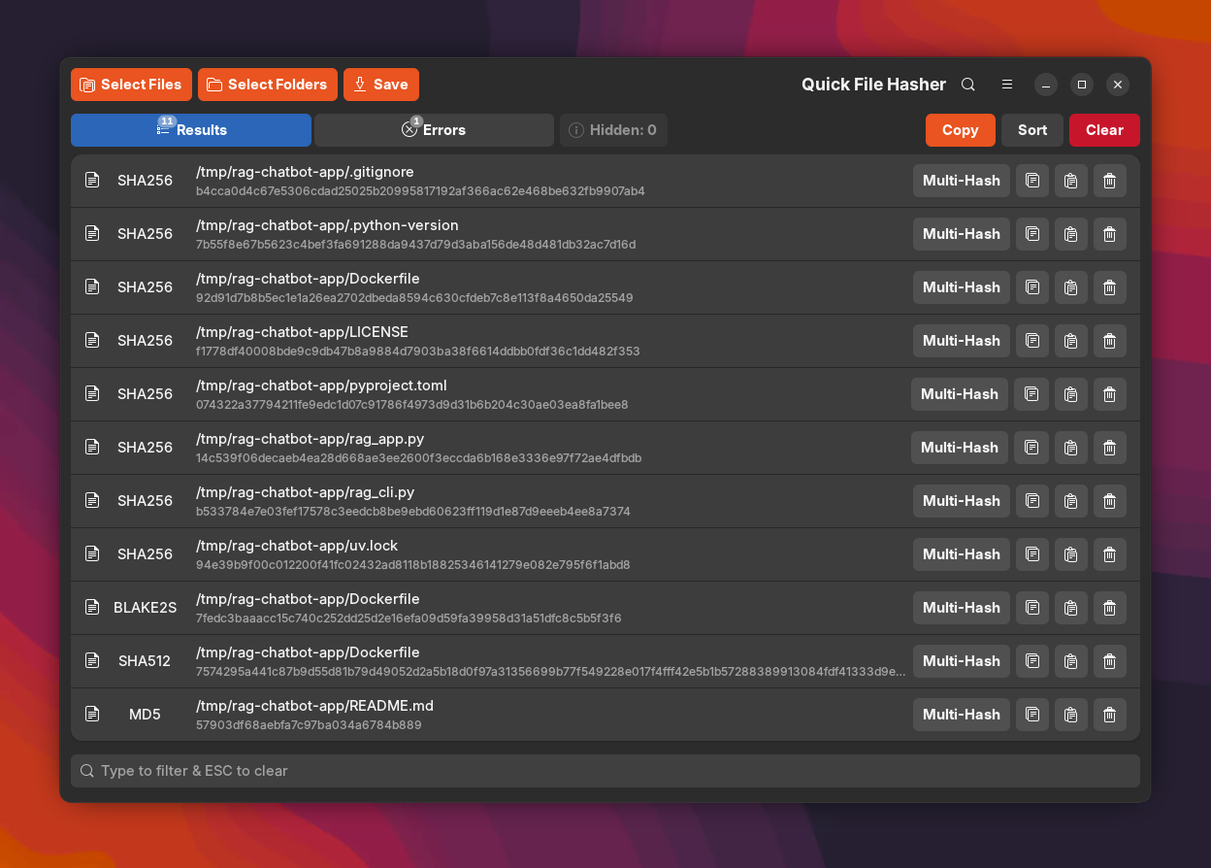 Select Files Select Folders Save Quick File Hasher
11 Results 1 Errors Hidden: 0 Copy Sort Clear
/tmp/rag-chatbot-app/.gitignore
SHA256 Multi-Hash
b4cca0d4c67e5306cdad25025b20995817192af366ac62e468be632fb9907ab4
/tmp/rag-chatbot-app/.python-version
SHA256 Multi-Hash
7b55f8e67b5623c4bef3fa691288da9437d79d3aba156de48d481db32ac7d16d
/tmp/rag-chatbot-app/Dockerfile
SHA256 Multi-Hash
92d91d7b8b5ec1e1a26ea2702dbeda8594c630cfdeb7c8e113f8a4650da25549
/tmp/rag-chatbot-app/LICENSE
SHA256 Multi-Hash
f1778df40008bde9c9db47b8a9884d7903ba38f6614ddbb0fdf36c1dd482f353
/tmp/rag-chatbot-app/pyproject.toml
SHA256 Multi-Hash
074322a37794211fe9edc1d07c91786f4973d9d31b6b204c30ae03ea8fa1bee8
/tmp/rag-chatbot-app/rag_app.py
SHA256 Multi-Hash
14c539f06decaeb4ea28d668ae3ee2600f3eccda6b168e3336e97f72ae4dfbdb
/tmp/rag-chatbot-app/rag_cli.py
SHA256 Multi-Hash
b533784e7e03fef17578c3eedcb8be9ebd60623ff119d1e87d9eeeb4ee8a7374
/tmp/rag-chatbot-app/uv.lock
SHA256 Multi-Hash
94e39b9f00c012200f41fc02432ad8118b18825346141279e082e795f6f1abd8
/tmp/rag-chatbot-app/Dockerfile
BLAKE2S Multi-Hash
7fedc3baaacc15c740c252dd25d2e16efa09d59fa39958d31a51dfc8c5b5f3f6
/tmp/rag-chatbot-app/Dockerfile
SHA512 Multi-Hash
7574295a441c87b9d55d81b79d49052d2a5b18d0f97a31356699b77f549228e017f4fff42e5b1b57288389913084fdf41333d9e...
/tmp/rag-chatbot-app/README.md
MD5 Multi-Hash
57903df68aebfa7c97ba034a6784b889
Type to filter & ESC to clear